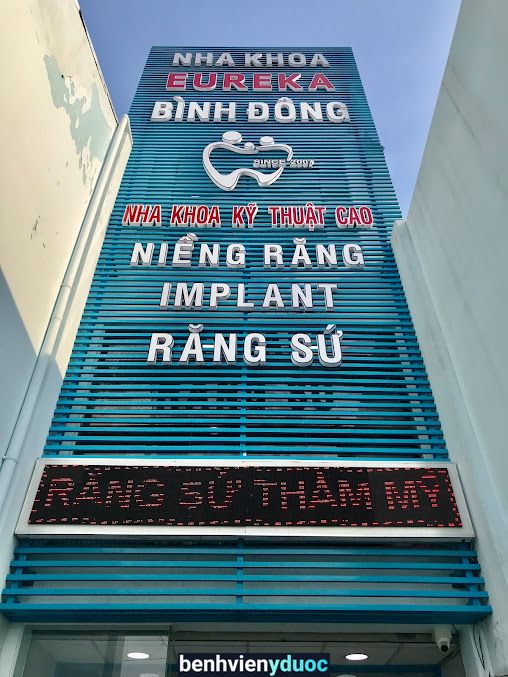 NHA KHOA
EUREKA
BÌNH ĐÔNG
SINCE 2007
NHA KHOA KỸ THUẬT CAO
NIỀNG RĂNG
IMPLANT
RĂNG SỨ
RĂNG SỨ THẨM MỸ
benhvienyduoc